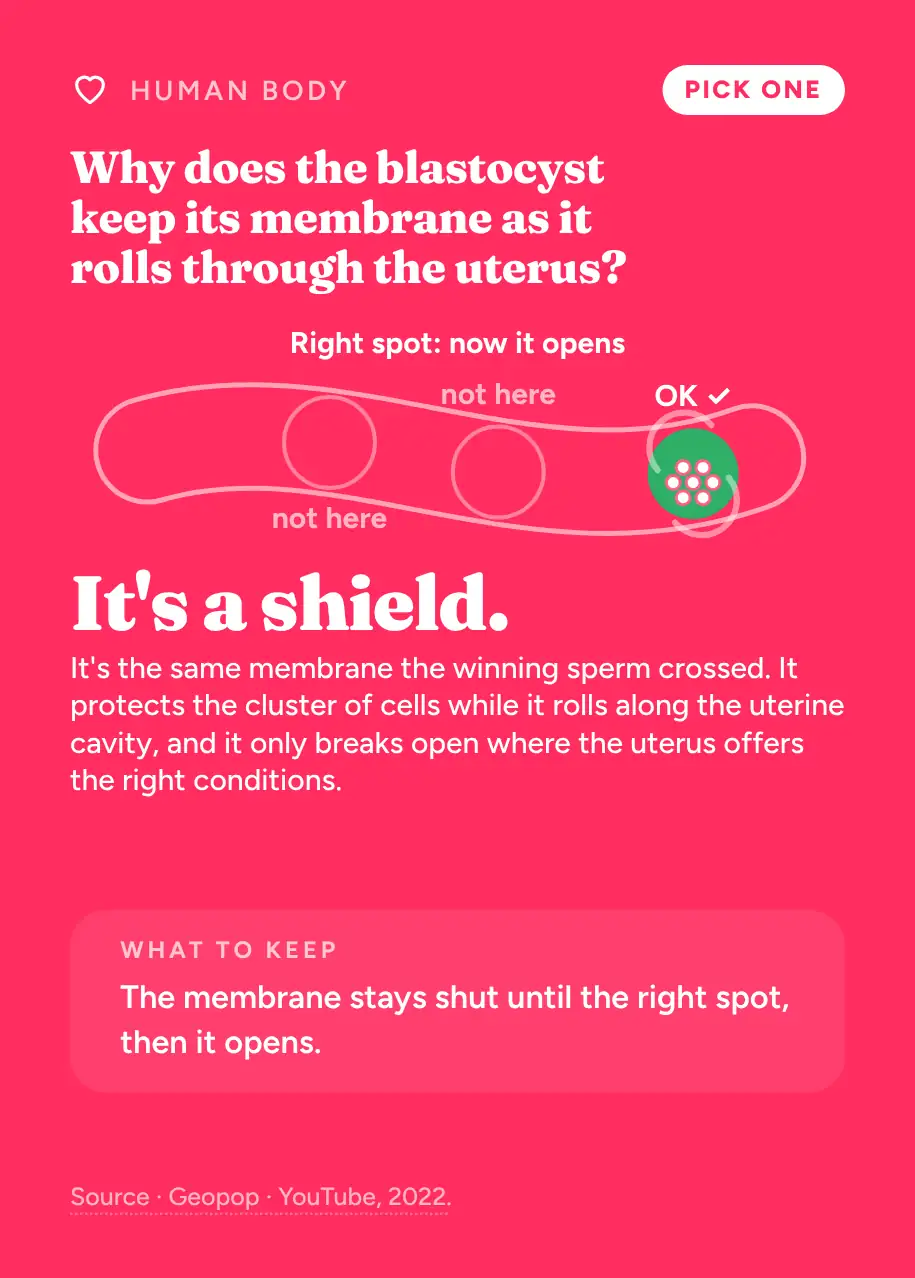 HUMAN BODY
PICK ONE
Why does the blastocyst
keep its membrane as it
rolls through the uterus?
Right spot: now it opens
not here
OK ✓
not here
It's a shield.
It's the same membrane the winning sperm crossed. It
protects the cluster of cells while it rolls along the uterine
cavity, and it only breaks open where the uterus offers
the right conditions.
WHAT TO KEEP
The membrane stays shut until the right spot,
then it opens.
Source · Geopop · YouTube, 2022.